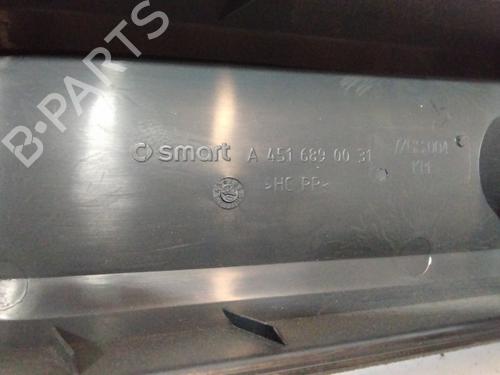 smart A 451 689 00 31
>HC PP<
B-PARTS